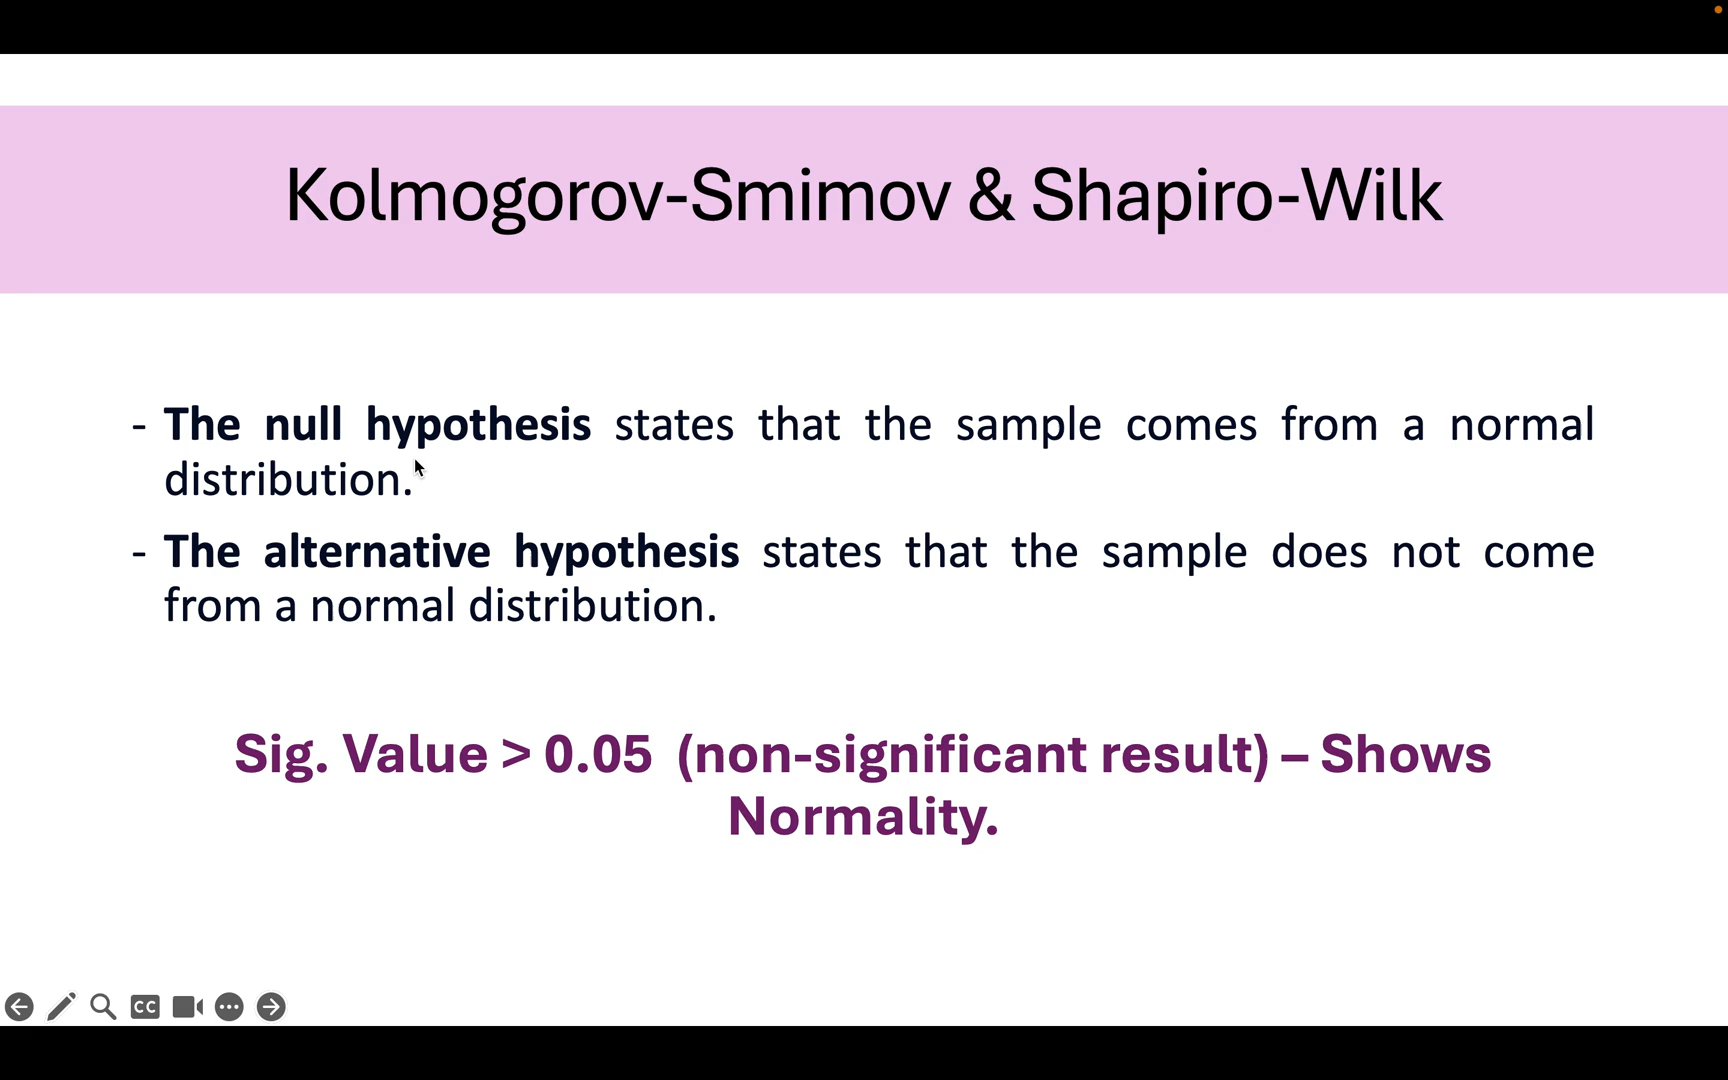 Kolmogorov-Smimov & Shapiro-Wilk
- The null hypothesis states that the sample comes from a normal
distribution.
- The alternative hypothesis states that the sample does not come
from a normal distribution.
Sig. Value > 0.05 (non-significant result) – Shows
Normality.
CC